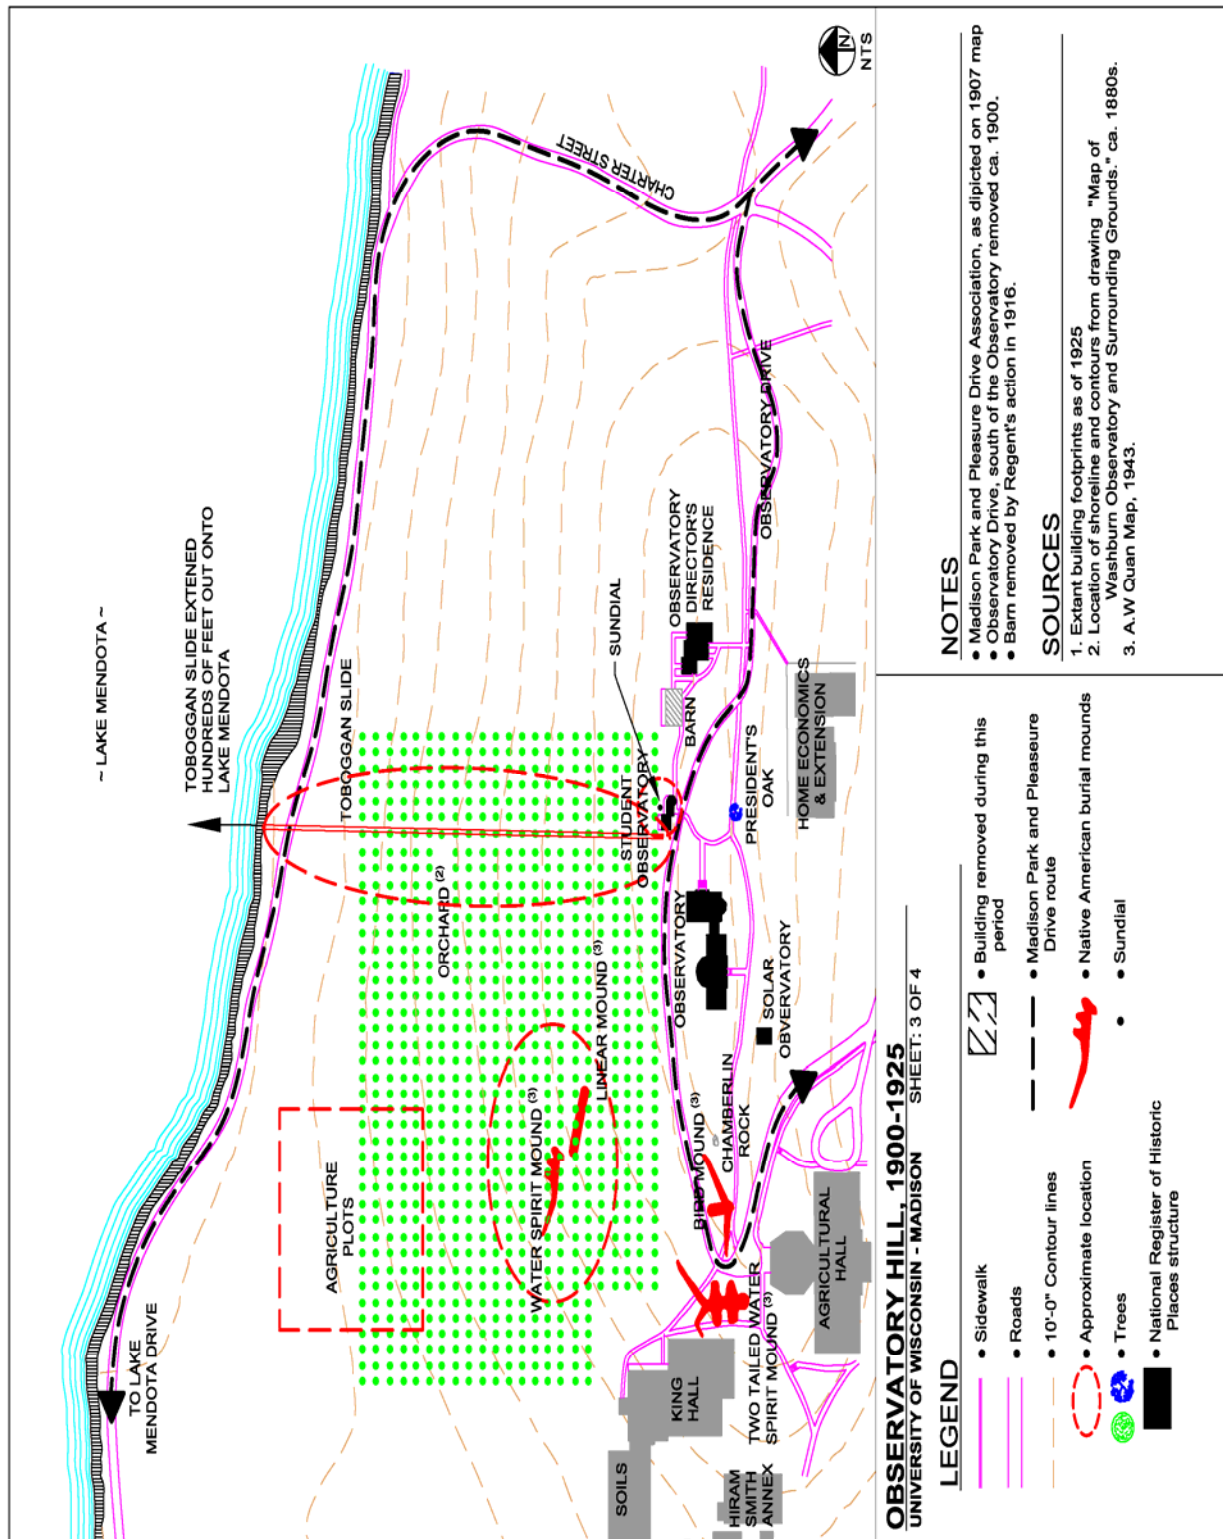 ~ LAKE MENDOTA ~
TOBOGGAN SLIDE EXTENED
HUNDREDS OF FEET OUT ONTO
LAKE MENDOTA
TO LAKE
MENDOTA DRIVE
TOBOGGAN SLIDE
AGRICULTURE
PLOTS
ORCHARD (2)
WATER SPIRIT MOUND (3)
LINEAR MOUND (3)
CHARTER STREET
STUDENT
OBSERVATORY
SUNDIAL
OBSERVATORY
DIRECTOR'S
RESIDENCE
BARN
OBSERVATORY
OBSERVATORY DRIVE
PRESIDENT'S
OAK
SOLAR
OBVERVATORY
HOME ECONOMICS
& EXTENSION
BIRD MOUND (3)
CHAMBERLIN
ROCK
TWO TAILED WATER
SPIRIT MOUND (3)
SOILS
KING
HALL
HIRAM
SMITH
ANNEX
AGRICULTURAL
HALL
N
NTS
OBSERVATORY HILL, 1900-1925
UNIVERSITY OF WISCONSIN - MADISON SHEET: 3 OF 4
LEGEND
• Sidewalk
• Roads
• 10'-0" Contour lines
• Approximate location
• Trees
• National Register of Historic
Places structure
• Building removed during this
period
• Madison Park and Pleaseure
Drive route
• Native American burial mounds
• Sundial
NOTES
• Madison Park and Pleasure Drive Association, as dipicted on 1907 map
• Observatory Drive, south of the Observatory removed ca. 1900.
• Barn removed by Regent's action in 1916.
SOURCES
1. Extant building footprints as of 1925
2. Location of shoreline and contours from drawing "Map of
Washburn Observatory and Surrounding Grounds." ca. 1880s.
3. A.W Quan Map, 1943.